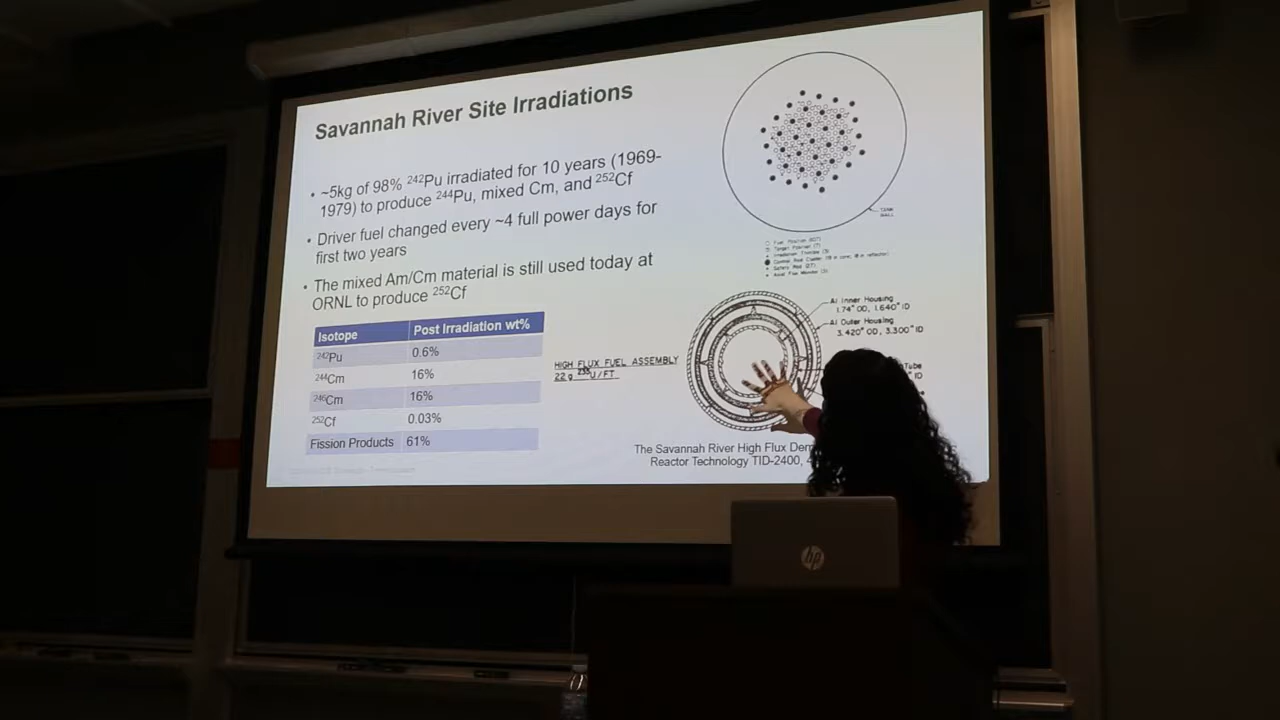 Savannah River Site Irradiations
• ~5kg of 98% ²⁴²Pu irradiated for 10 years (1969-
1979) to produce ²⁴⁴Pu, mixed Cm, and ²⁵²Cf
• Driver fuel changed every ~4 full power days for
first two years
• The mixed Am/Cm material is still used today at
ORNL to produce ²⁵²Cf
Isotope Post Irradiation wt%
²⁴²Pu 0.6%
²⁴⁴Cm 16%
²⁴⁶Cm 16%
²⁵²Cf 0.03%
Fission Products 61%
TANK
WALL
Al Inner Housing
1.74" OD, 1.640" ID
Al Outer Housing
3.420" OD, 3.300" ID
Tube
" ID
HIGH FLUX FUEL ASSEMBLY
22 g ²³⁵U/FT.
The Savannah River High Flux Dem
Reactor Technology TID-2400, 4
hp